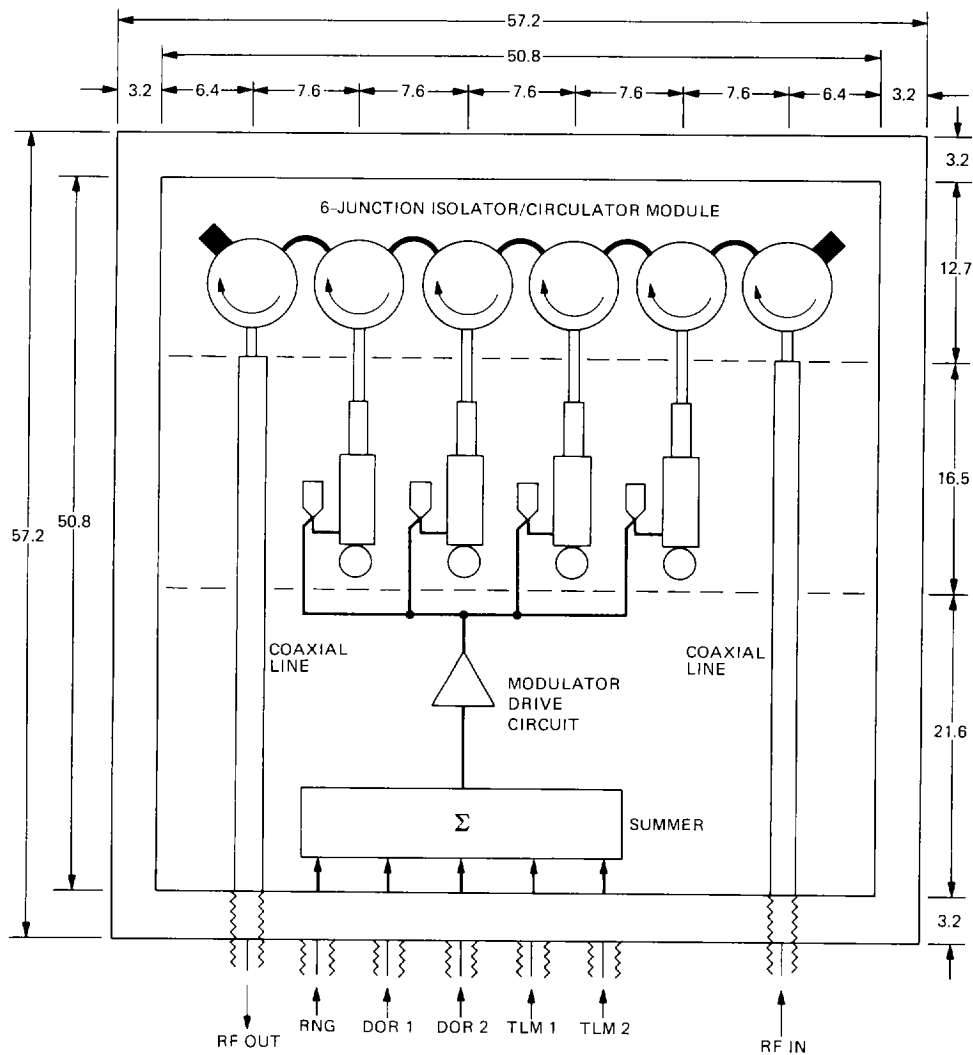 57.2
50.8
3.2 6.4 7.6 7.6 7.6 7.6 7.6 6.4 3.2
3.2
6-JUNCTION ISOLATOR/CIRCULATOR MODULE
12.7
16.5
50.8
57.2
COAXIAL
LINE
MODULATOR
DRIVE
CIRCUIT
COAXIAL
LINE
21.6
Σ
SUMMER
3.2
RF OUT
RNG
DOR 1
DOR 2
TLM 1
TLM 2
RF IN